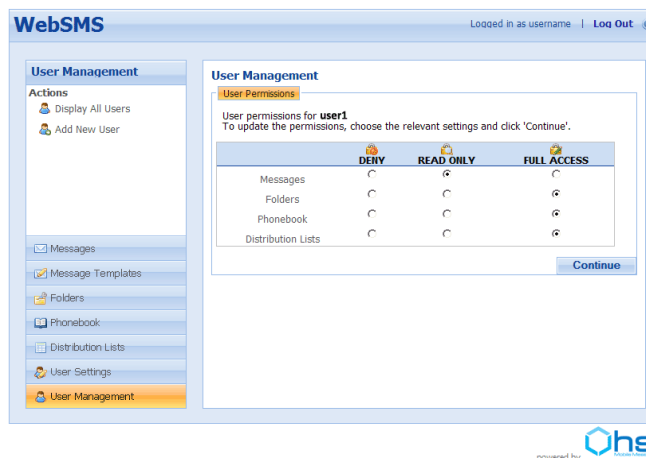 WebSMS
Logged in as username | Log Out
User Management
Actions
Display All Users
Add New User
Messages
Message Templates
Folders
Phonebook
Distribution Lists
User Settings
User Management
User Management
User Permissions
User permissions for user1
To update the permissions, choose the relevant settings and click 'Continue'.
DENY READ ONLY FULL ACCESS
Messages
Folders
Phonebook
Distribution Lists
Continue
powered by hs